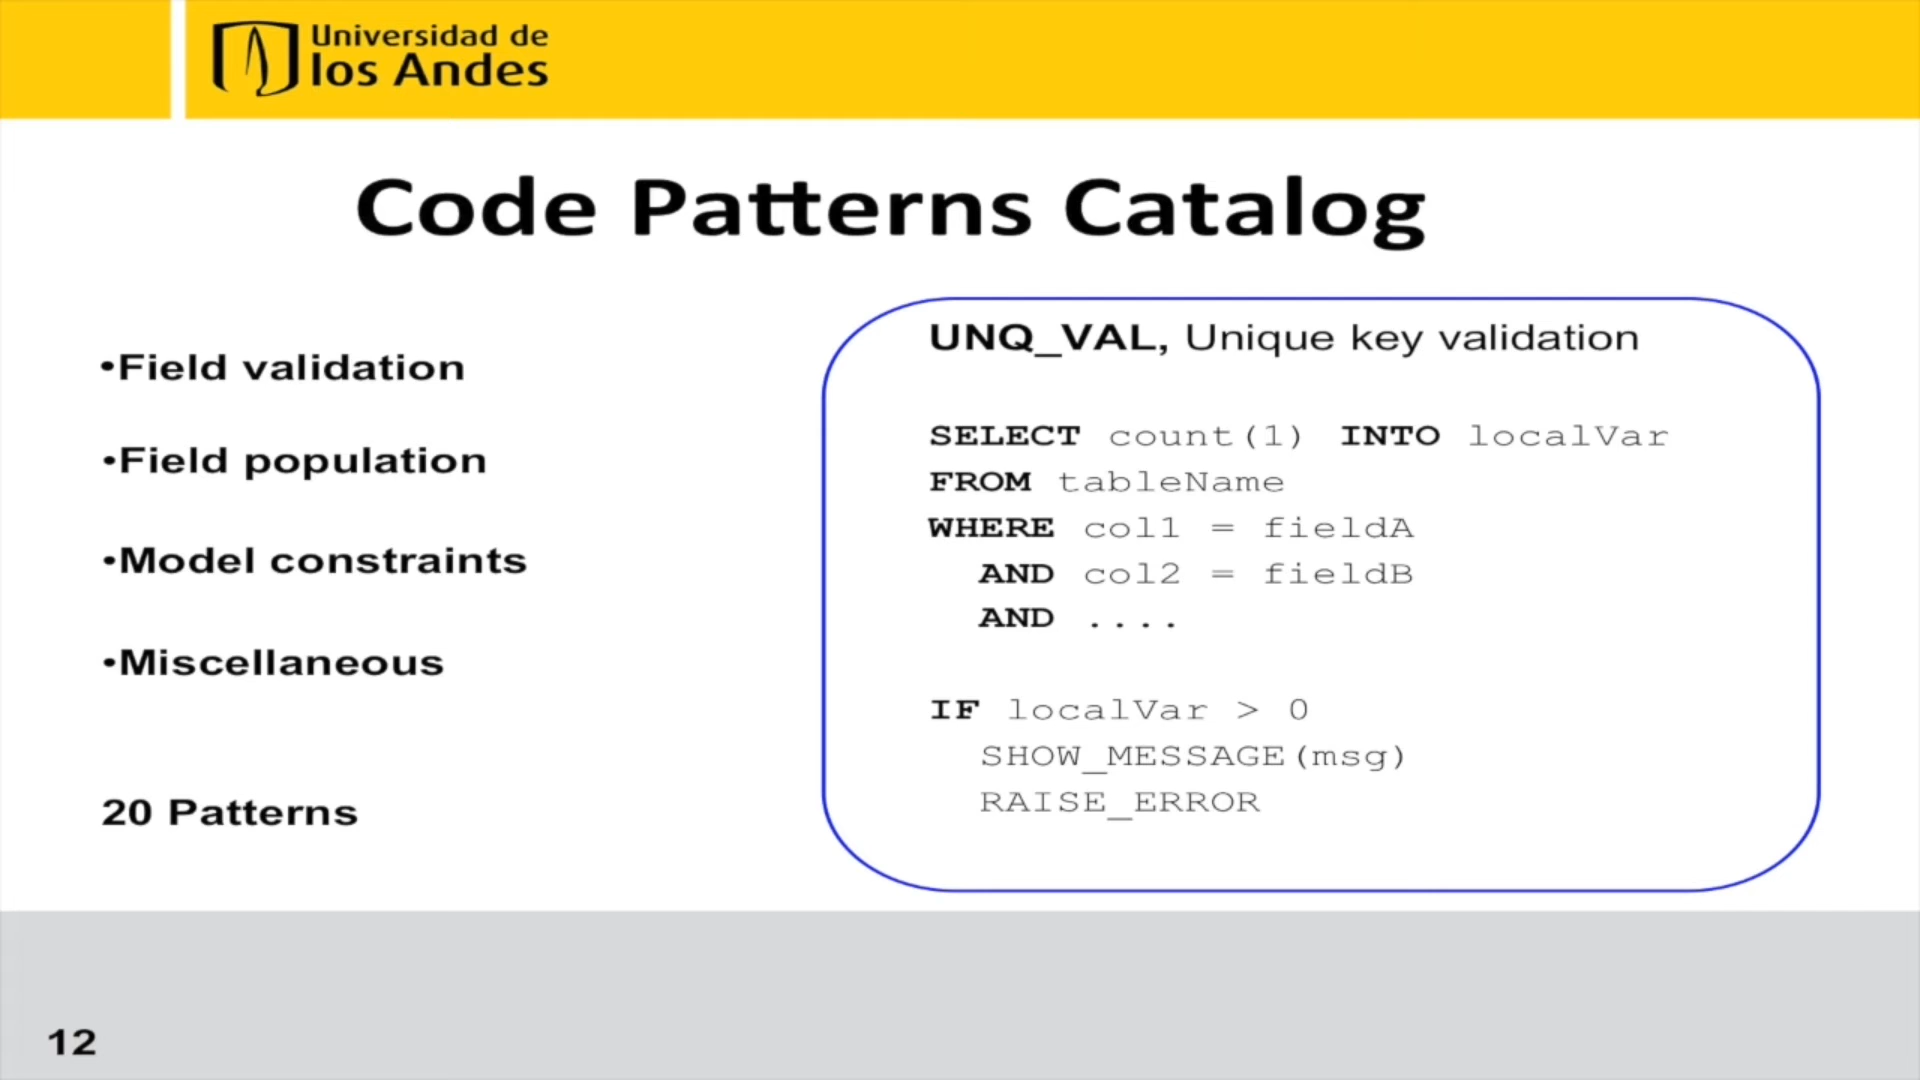 Universidad de
los Andes
Code Patterns Catalog
•Field validation
•Field population
•Model constraints
•Miscellaneous
20 Patterns
UNQ_VAL, Unique key validation
SELECT count(1) INTO localVar
FROM tableName
WHERE col1 = fieldA
AND col2 = fieldB
AND ....
IF localVar > 0
SHOW_MESSAGE(msg)
RAISE_ERROR
12